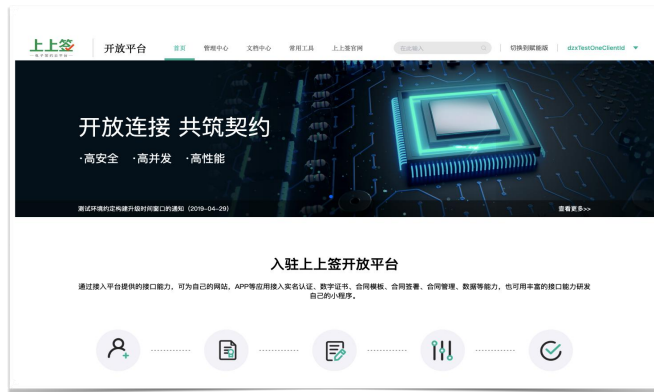 上上签
开放平台
首页
管理中心
文档中心
常用工具
上上签官网
在此输入
切换到赋能版
dzxTestOneClientId
开放连接 共筑契约
·高安全 ·高并发 ·高性能
测试环境约定构建升级时间窗口的通知（2019-04-29）
查看更多>>
入驻上上签开放平台
通过接入平台提供的接口能力，可为自己的网站，APP等应用接入实名认证、数字证书、合同模板、合同签署、合同管理、数据等能力，也可用丰富的接口能力研发
自己的小程序。